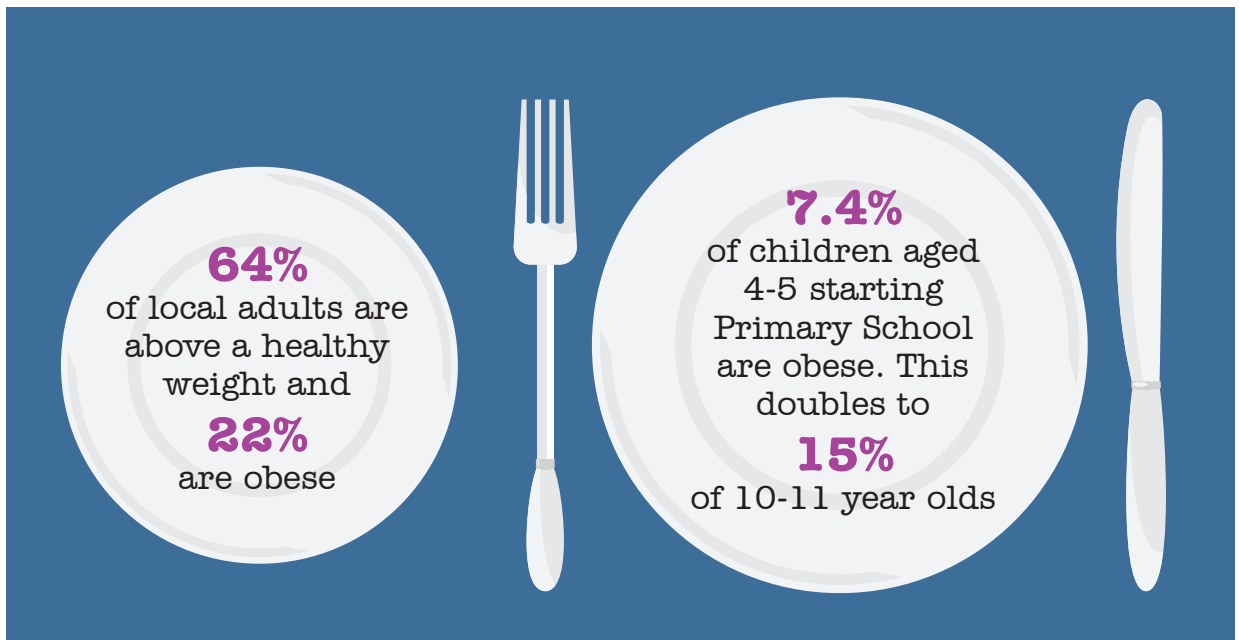 64%
of local adults are
above a healthy
weight and
22%
are obese
7.4%
of children aged
4-5 starting
Primary School
are obese. This
doubles to
15%
of 10-11 year olds